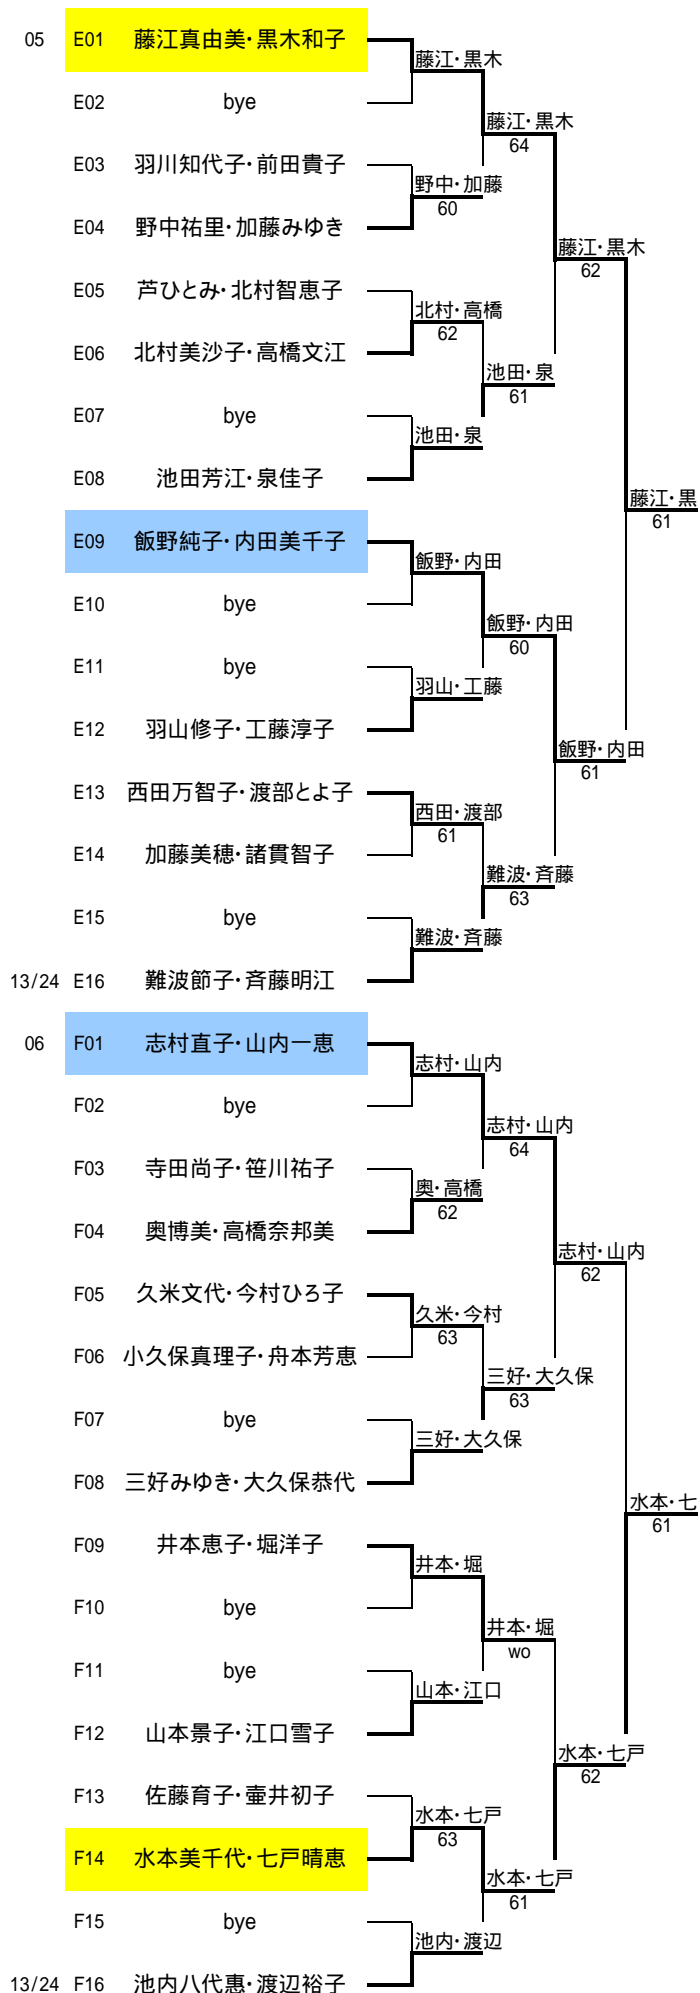 05 E01 藤江真由美・黒木和子
藤江・黒木
E02 bye
藤江・黒木
64
E03 羽川知代子・前田貴子
野中・加藤
60
E04 野中祐里・加藤みゆき
藤江・黒木
62
E05 芦ひとみ・北村智恵子
北村・高橋
62
E06 北村美沙子・高橋文江
池田・泉
61
E07 bye
池田・泉
E08 池田芳江・泉佳子
藤江・黒
61
E09 飯野純子・内田美千子
飯野・内田
E10 bye
飯野・内田
60
E11 bye
羽山・工藤
E12 羽山修子・工藤淳子
飯野・内田
61
E13 西田万智子・渡部とよ子
西田・渡部
61
E14 加藤美穂・諸貫智子
難波・斉藤
63
E15 bye
難波・斉藤
13/24 E16 難波節子・斉藤明江
06 F01 志村直子・山内一恵
志村・山内
F02 bye
志村・山内
64
F03 寺田尚子・笹川祐子
奥・高橋
62
F04 奥博美・高橋奈邦美
志村・山内
62
F05 久米文代・今村ひろ子
久米・今村
63
F06 小久保真理子・舟本芳恵
三好・大久保
63
F07 bye
三好・大久保
F08 三好みゆき・大久保恭代
水本・七
61
F09 井本恵子・堀洋子
井本・堀
F10 bye
井本・堀
wo
F11 bye
山本・江口
F12 山本景子・江口雪子
水本・七戸
62
F13 佐藤育子・壷井初子
水本・七戸
63
F14 水本美千代・七戸晴恵
水本・七戸
61
F15 bye
池内・渡辺
13/24 F16 池内八代惠・渡辺裕子